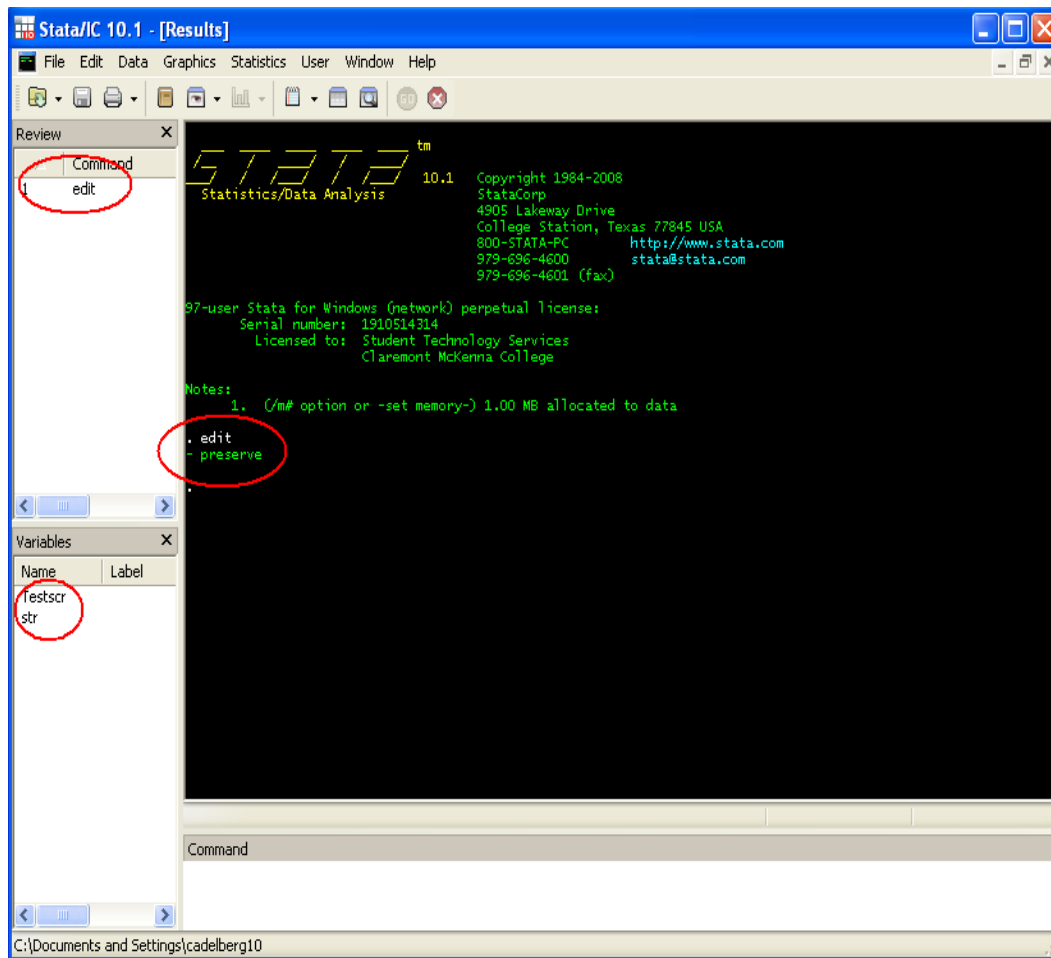 Stata/IC 10.1 - [Results]
File Edit Data Graphics Statistics User Window Help
Review
Command
1 edit
Variables
Name Label
Testscr
str
STATA tm
10.1 Copyright 1984-2008
Statistics/Data Analysis StataCorp
4905 Lakeway Drive
College Station, Texas 77845 USA
800-STATA-PC http://www.stata.com
979-696-4600 stata@stata.com
979-696-4601 (fax)
97-user Stata for Windows (network) perpetual license:
Serial number: 1910514314
Licensed to: Student Technology Services
Claremont McKenna College
Notes:
1. (/m# option or -set memory-) 1.00 MB allocated to data
. edit
- preserve
.
Command
C:\Documents and Settings\cadelberg10